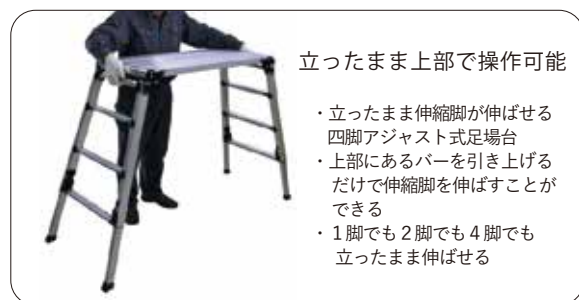 立ったまま上部で操作可能
・立ったまま伸縮脚が伸ばせる
四脚アジャスト式足場台
・上部にあるバーを引き上げる
だけで伸縮脚を伸ばすことが
できる
・１脚でも２脚でも４脚でも
立ったまま伸ばせる